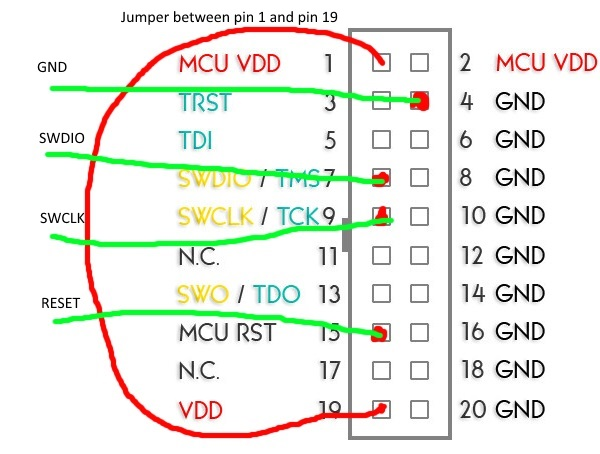 Jumper between pin 1 and pin 19
GND
MCU VDD 1 2 MCU VDD
TRST 3 4 GND
SWDIO
TDI 5 6 GND
SWDIO / TMS 7 8 GND
SWCLK
SWCLK / TCK 9 10 GND
N.C. 11 12 GND
RESET
SWO / TDO 13 14 GND
MCU RST 15 16 GND
N.C. 17 18 GND
VDD 19 20 GND